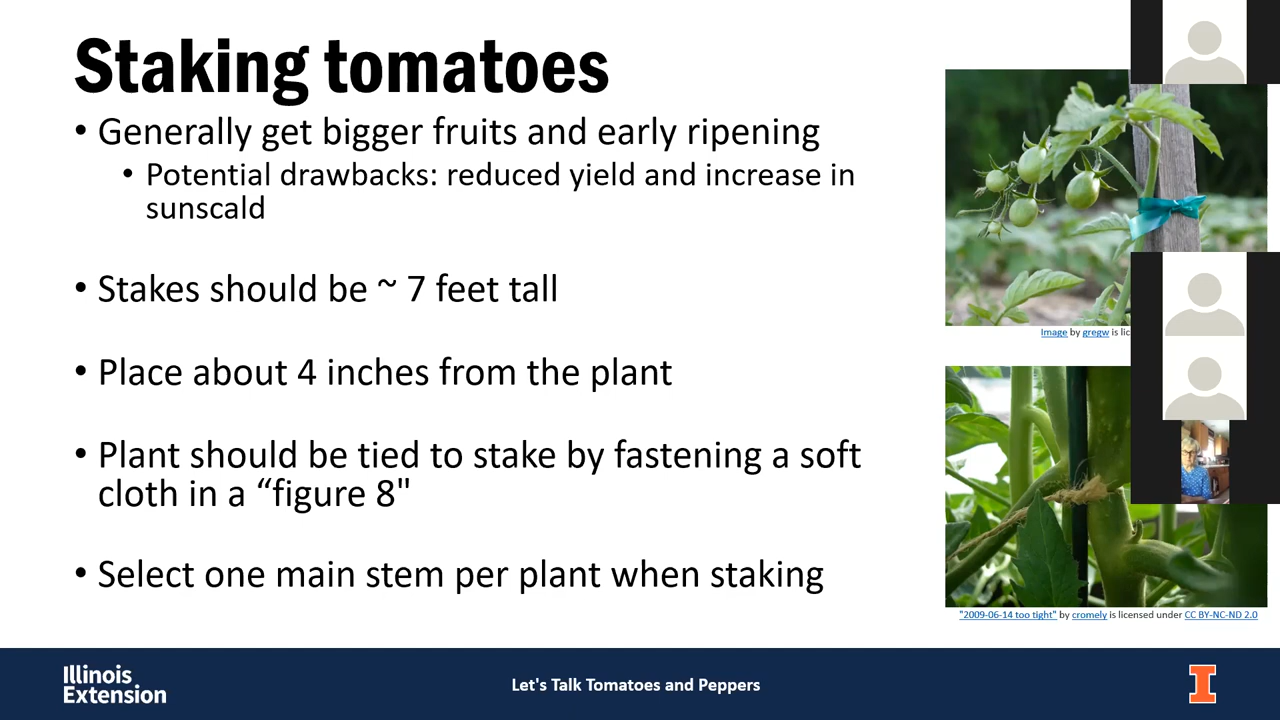 Staking tomatoes
• Generally get bigger fruits and early ripening
• Potential drawbacks: reduced yield and increase in
sunscald
• Stakes should be ~ 7 feet tall
• Place about 4 inches from the plant
• Plant should be tied to stake by fastening a soft
cloth in a “figure 8"
• Select one main stem per plant when staking
Image by gregw is lic
"2009-06-14 too tight" by cromely is licensed under CC BY-NC-ND 2.0
Illinois
Extension
Let's Talk Tomatoes and Peppers
I